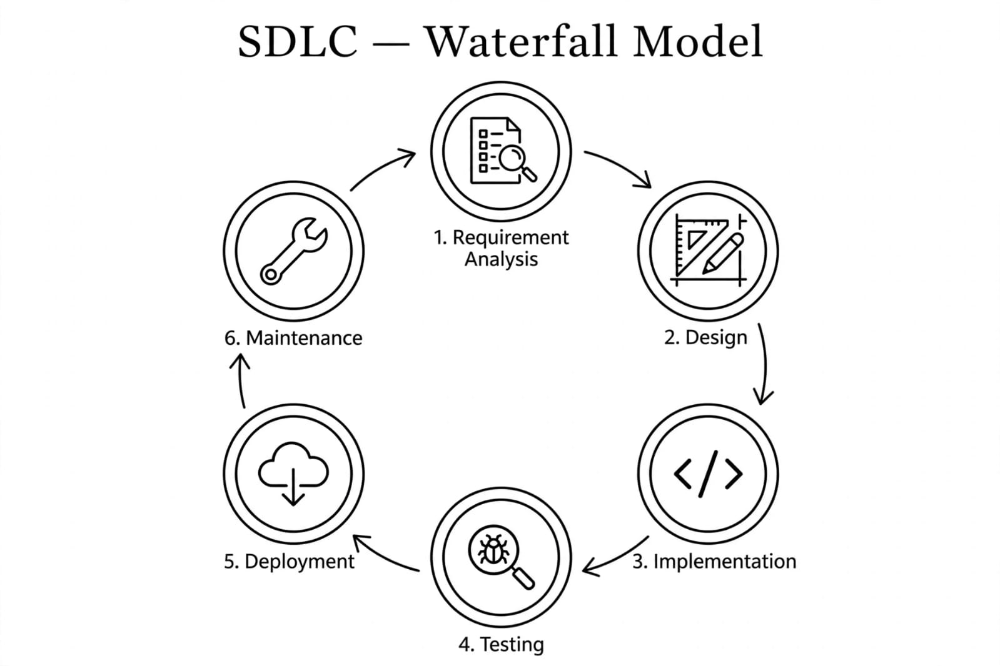 SDLC — Waterfall Model
1. Requirement
Analysis
2. Design
3. Implementation
4. Testing
5. Deployment
6. Maintenance